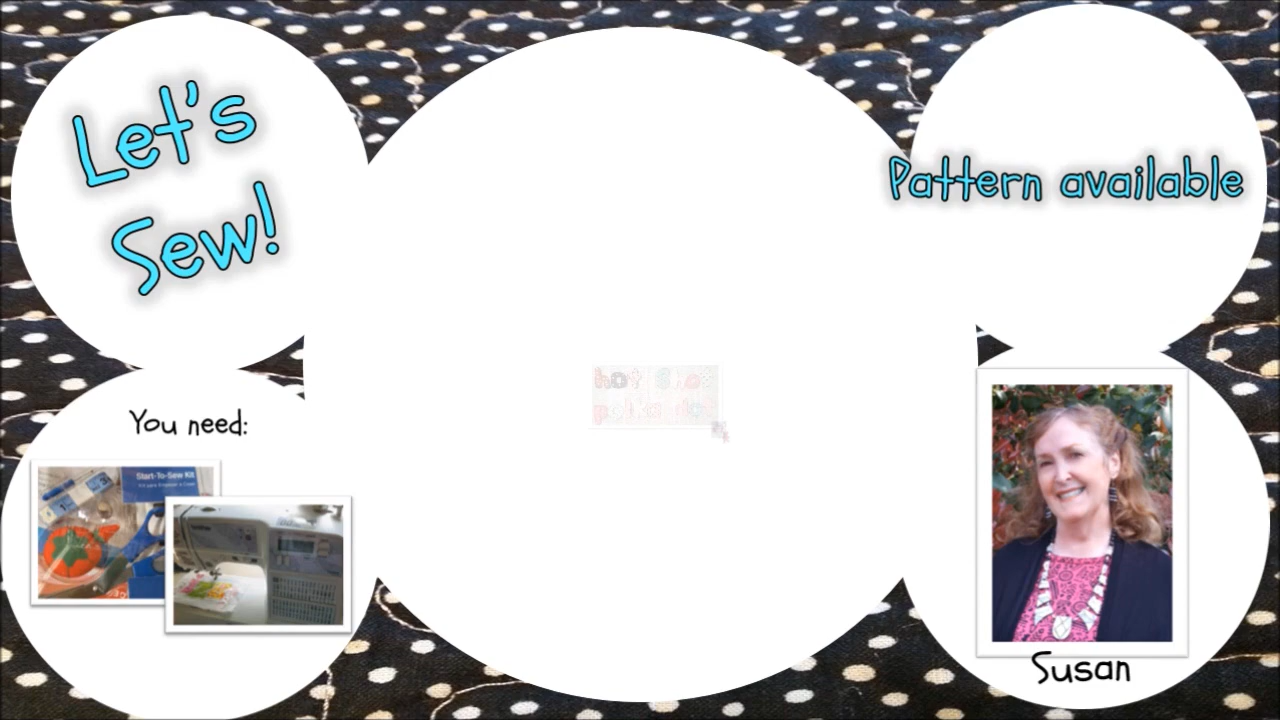 Let's
Sew!
Pattern available
You need:
Start-To-Sew Kit
Susan